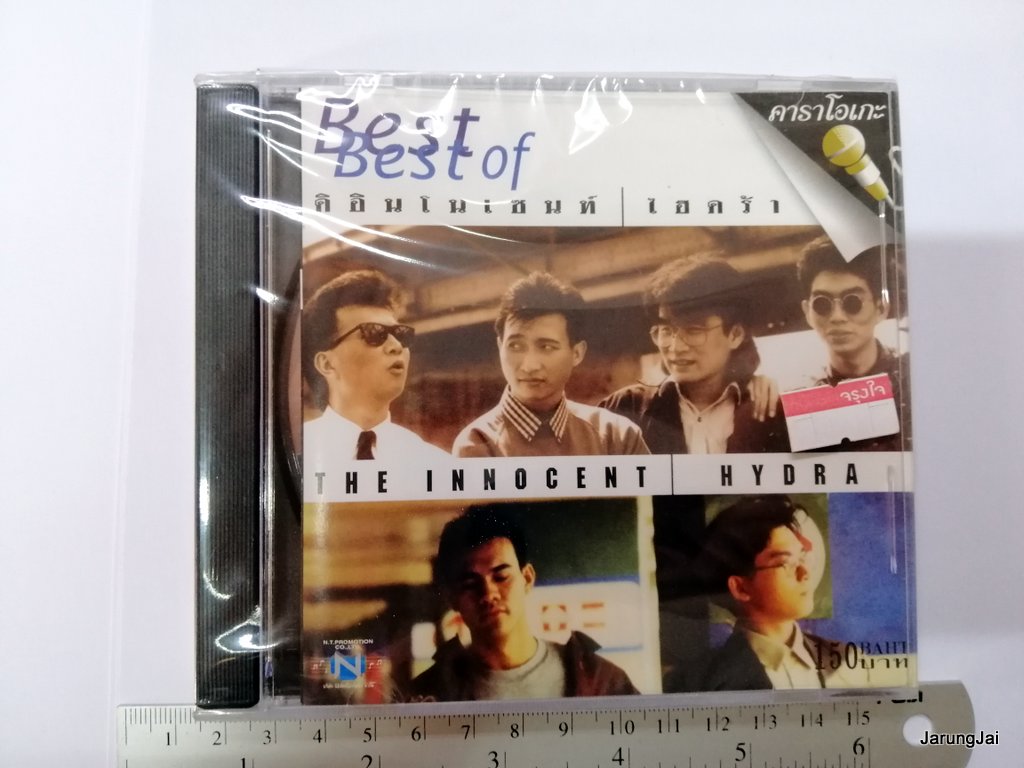 Best
Best of
คาราโอเกะ
ดิอินโนเซนท์ | ไฮดร้า
จรุงใจ
THE INNOCENT | HYDRA
N.T.PROMOTION
CO.,LTD.
N
150 BAHT
บาท
1 2 3 4 5 6 7 8 9 10 11 12 13 14 15
1 2 3 4 5 6
JarungJai